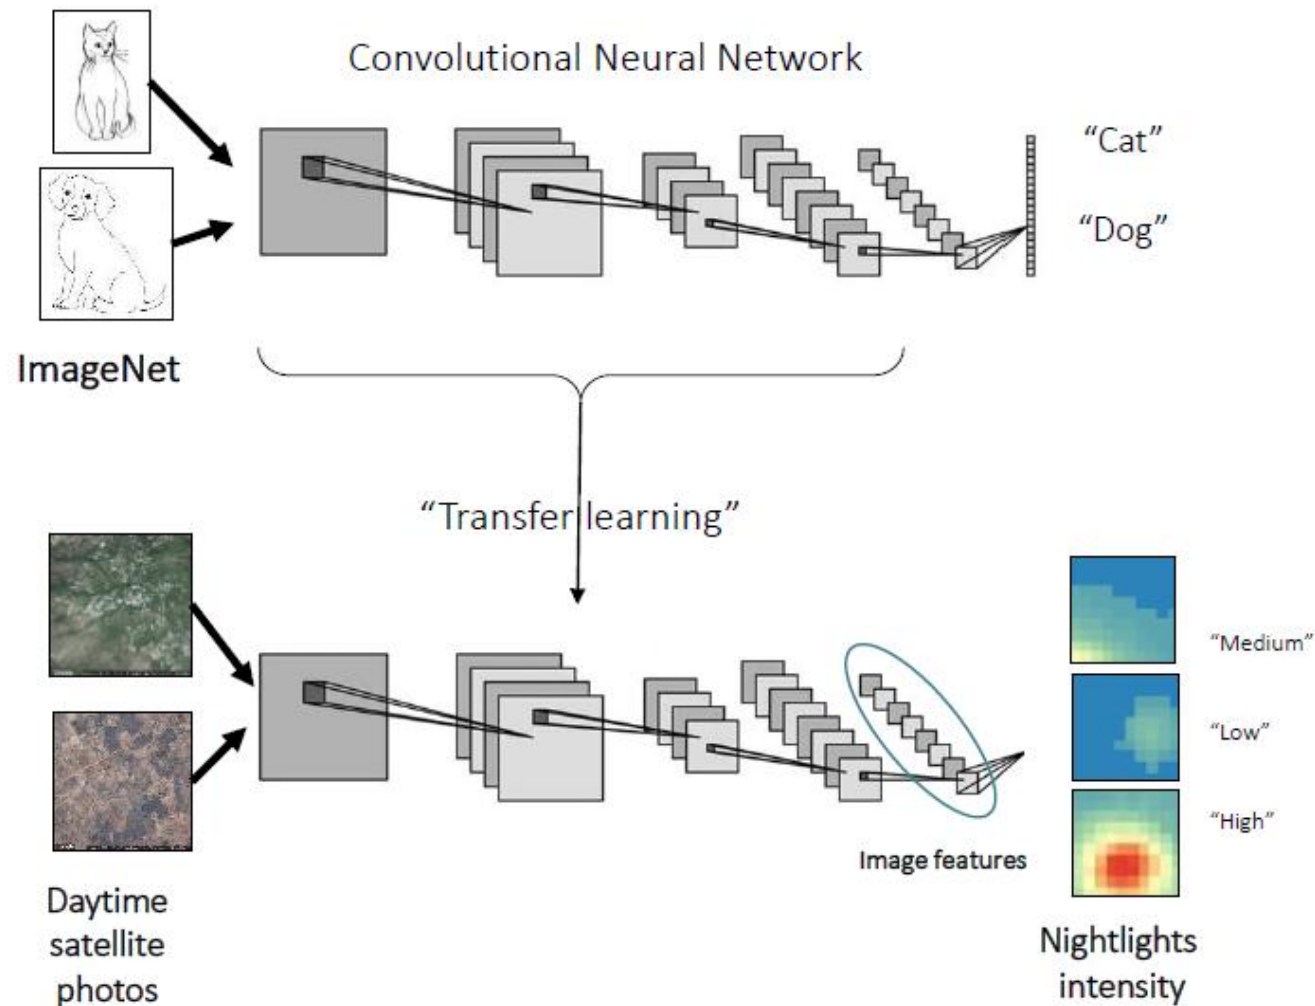 Convolutional Neural Network
“Cat”
“Dog”
ImageNet
“Transfer learning”
“Medium”
“Low”
“High”
Image features
Daytime
satellite
photos
Nightlights
intensity